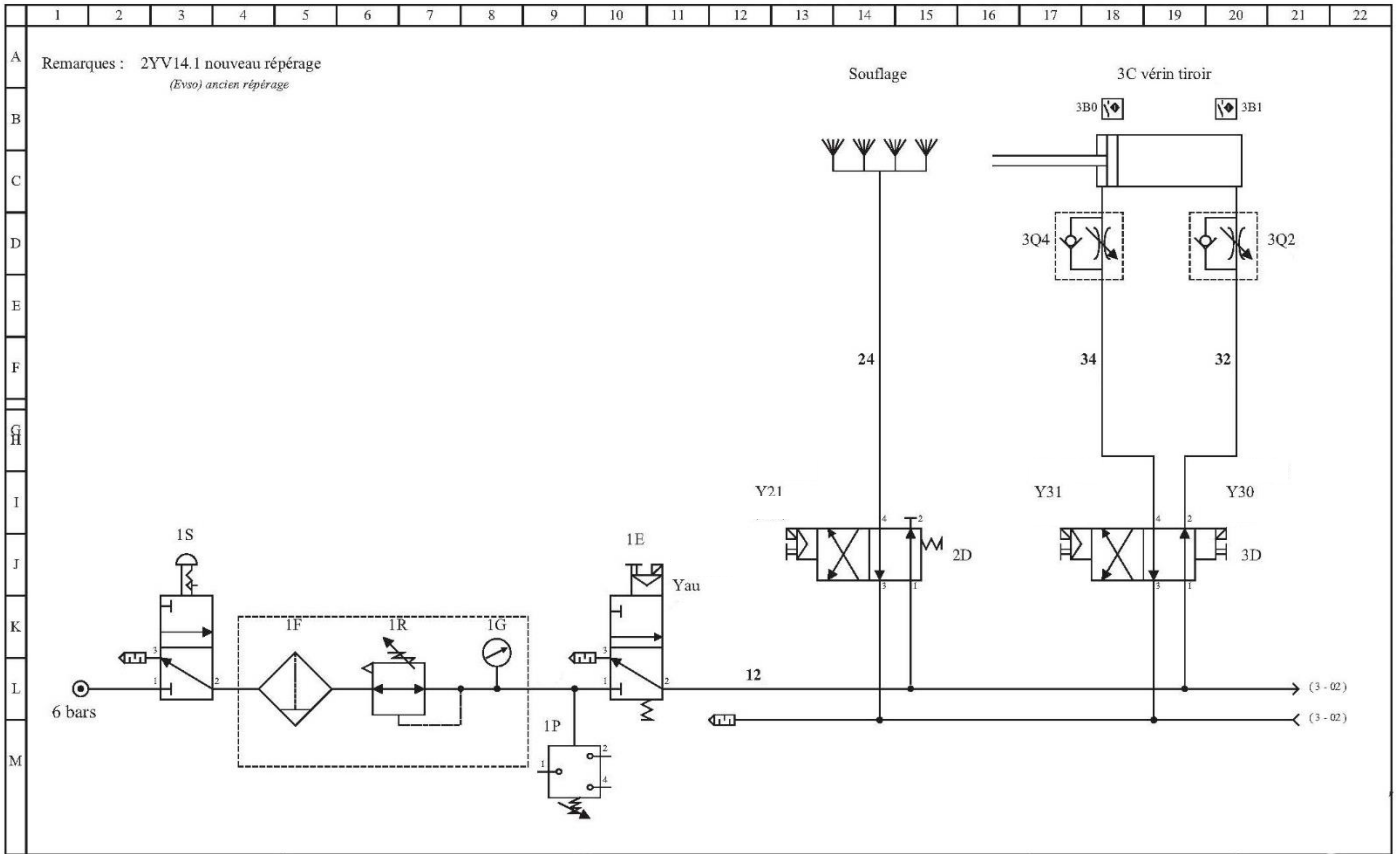 1 2 3 4 5 6 7 8 9 10 11 12 13 14 15 16 17 18 19 20 21 22
A
Remarques : 2YV14.1 nouveau répérage
(Evso) ancien répérage
Souflage
3C vérin tiroir
B
3B0
3B1
C
D
3Q4
3Q2
E
F
24
34
32
G
H
I
Y21
Y31
Y30
4 2
4 2
J
1S
1E
Yau
2D
3D
3 1
3 1
K
1F
1R
1G
3
3
L
1 2
1 2
12
(3 - 02)
6 bars
(3 - 02)
M
1P
2
1
4